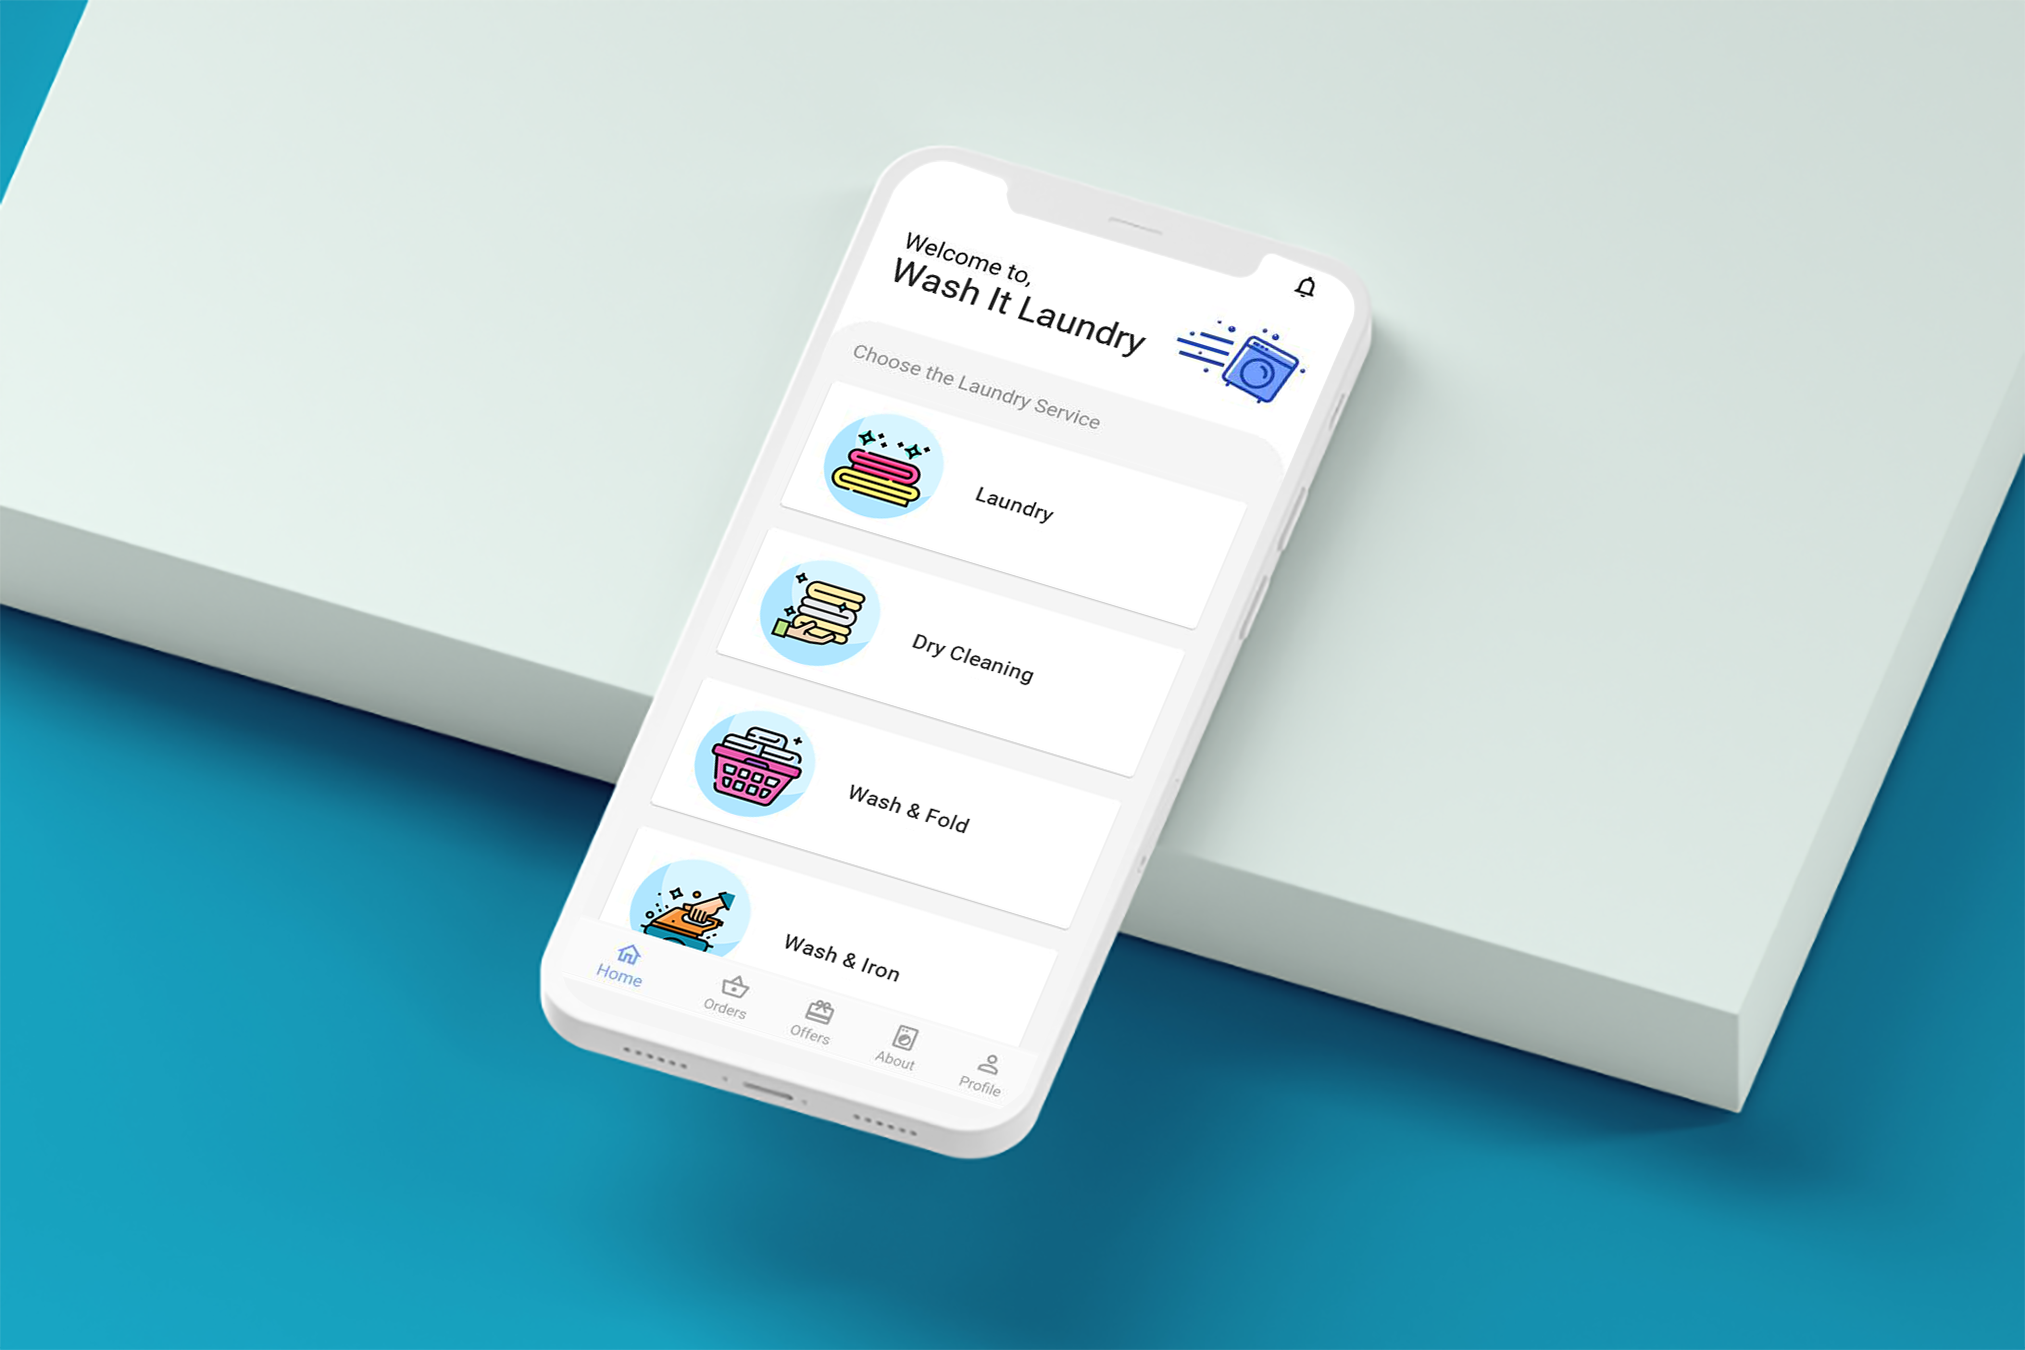 Welcome to,
Wash It Laundry
Choose the Laundry Service
Laundry
Dry Cleaning
Wash & Fold
Wash & Iron
Home
Orders
Offers
About
Profile